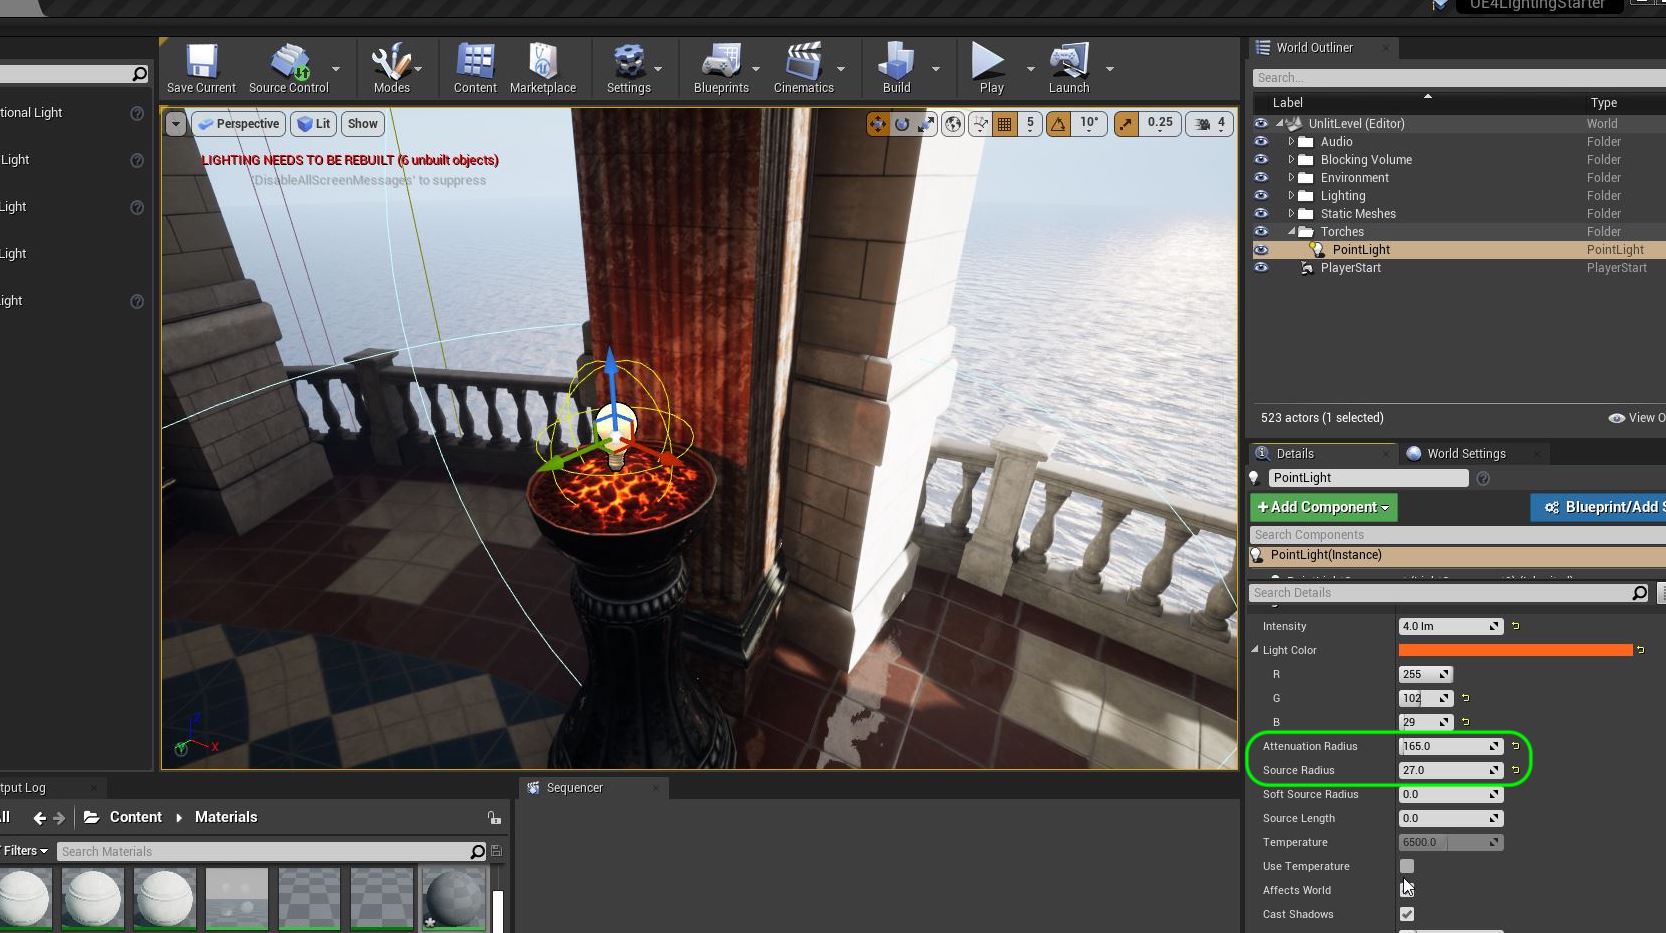 UE4LightingStarter
World Outliner
Save Current
Source Control
Modes
Content
Marketplace
Settings
Blueprints
Cinematics
Build
Play
Launch
Search...
Label
Type
tional Light
Light
Light
Light
ight
Perspective
Lit
Show
5
10°
0.25
4
LIGHTING NEEDS TO BE REBUILT (6 unbuilt objects)
'DisableAllScreenMessages' to suppress
UnlitLevel (Editor) World
Audio Folder
Blocking Volume Folder
Environment Folder
Lighting Folder
Static Meshes Folder
Torches Folder
PointLight PointLight
PlayerStart PlayerStart
523 actors (1 selected)
View O
Details
World Settings
PointLight
+ Add Component
Blueprint/Add S
Search Components
PointLight(Instance)
Search Details
Intensity 4.0 lm
Light Color
R 255
G 102
B 29
Attenuation Radius 165.0
Source Radius 27.0
Soft Source Radius 0.0
Source Length 0.0
Temperature 6500.0
Use Temperature
Affects World
Cast Shadows
Z
Y
X
tput Log
Sequencer
ll
Content
Materials
Filters
Search Materials